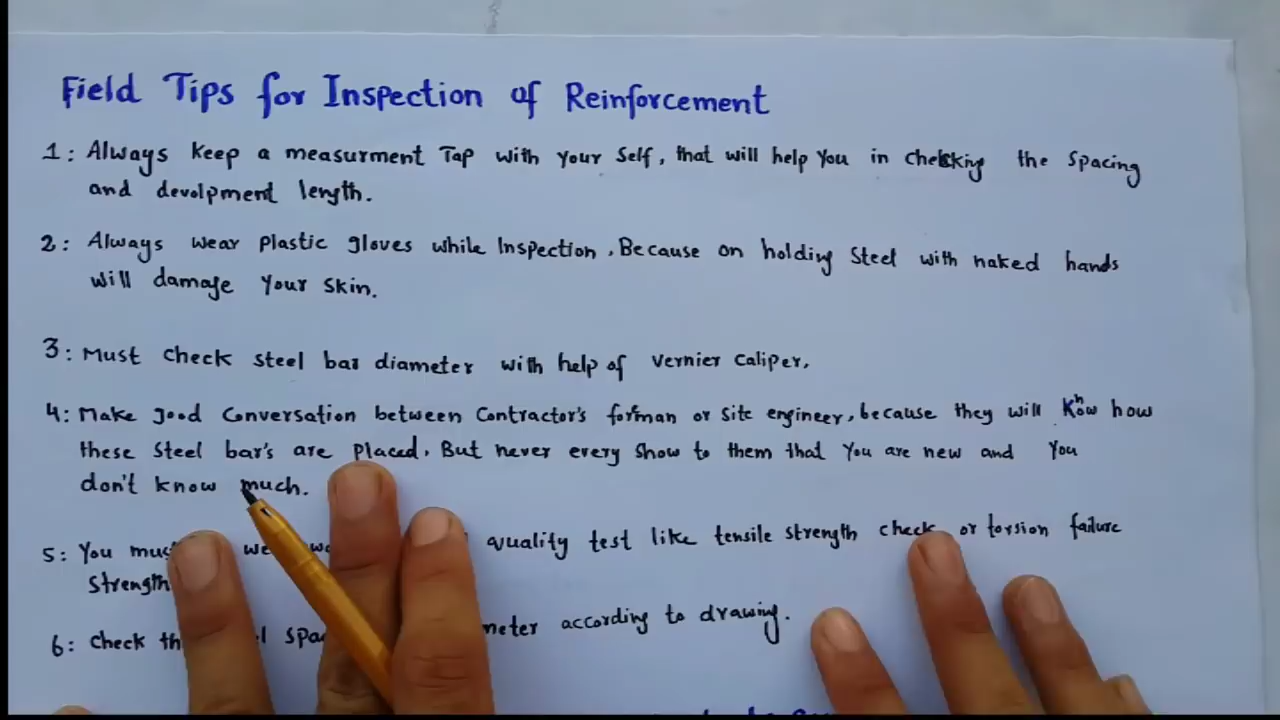 Field Tips for Inspection of Reinforcement
1: Always Keep a measurment Tap with Your Self, that will help You in Checking the Spacing
and devolpment length.
2: Always wear Plastic gloves while Inspection, Because on holding Steel with naked hands
will damage Your Skin.
3: Must Check Steel bar diameter with help of Vernier Caliper.
4: Make good Conversation between Contractor's forman or Site engineer, because they will Know how
these Steel bar's are Placed. But never every Show to them that You are new and You
don't know much.
5: You quality test like tensile strength check or torsion failure
Strength
6: Check according to drawing.